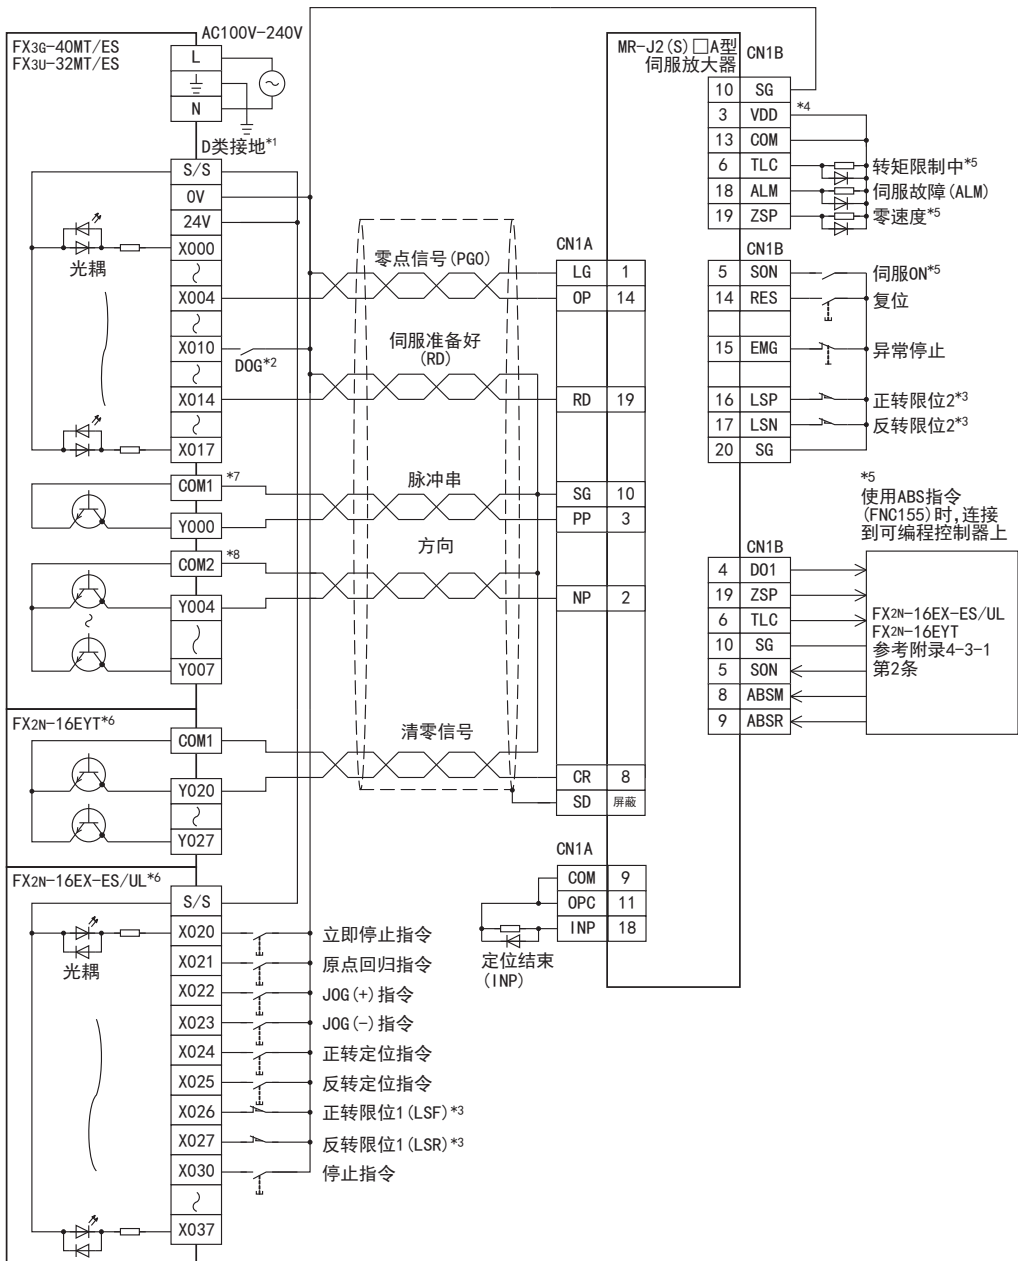 FX3G-40MT/ES
FX3U-32MT/ES
AC100V-240V
L
N
D类接地*1
S/S
0V
24V
X000
X004
X010
X014
X017
光耦
DOG*2
COM1
*7
Y000
COM2
*8
Y004
Y007
FX2N-16EYT*6
COM1
Y020
Y027
FX2N-16EX-ES/UL*6
S/S
X020
X021
X022
X023
X024
X025
X026
X027
X030
X037
光耦
立即停止指令
原点回归指令
JOG(+)指令
JOG(-)指令
正转定位指令
反转定位指令
正转限位1(LSF)*3
反转限位1(LSR)*3
停止指令
零点信号(PG0)
伺服准备好
(RD)
脉冲串
方向
清零信号
CN1A
LG 1
OP 14
RD 19
SG 10
PP 3
NP 2
CR 8
SD 屏蔽
CN1A
COM 9
OPC 11
INP 18
定位结束
(INP)
MR-J2(S)□A型
伺服放大器
CN1B
10 SG
3 VDD *4
13 COM
6 TLC 转矩限制中*5
18 ALM 伺服故障(ALM)
19 ZSP 零速度*5
CN1B
5 SON 伺服ON*5
14 RES 复位
15 EMG 异常停止
16 LSP 正转限位2*3
17 LSN 反转限位2*3
20 SG
*5
使用ABS指令
(FNC155)时,连接
到可编程控制器上
CN1B
4 DO1
19 ZSP
6 TLC
10 SG
5 SON
8 ABSM
9 ABSR
FX2N-16EX-ES/UL
FX2N-16EYT
参考附录4-3-1
第2条